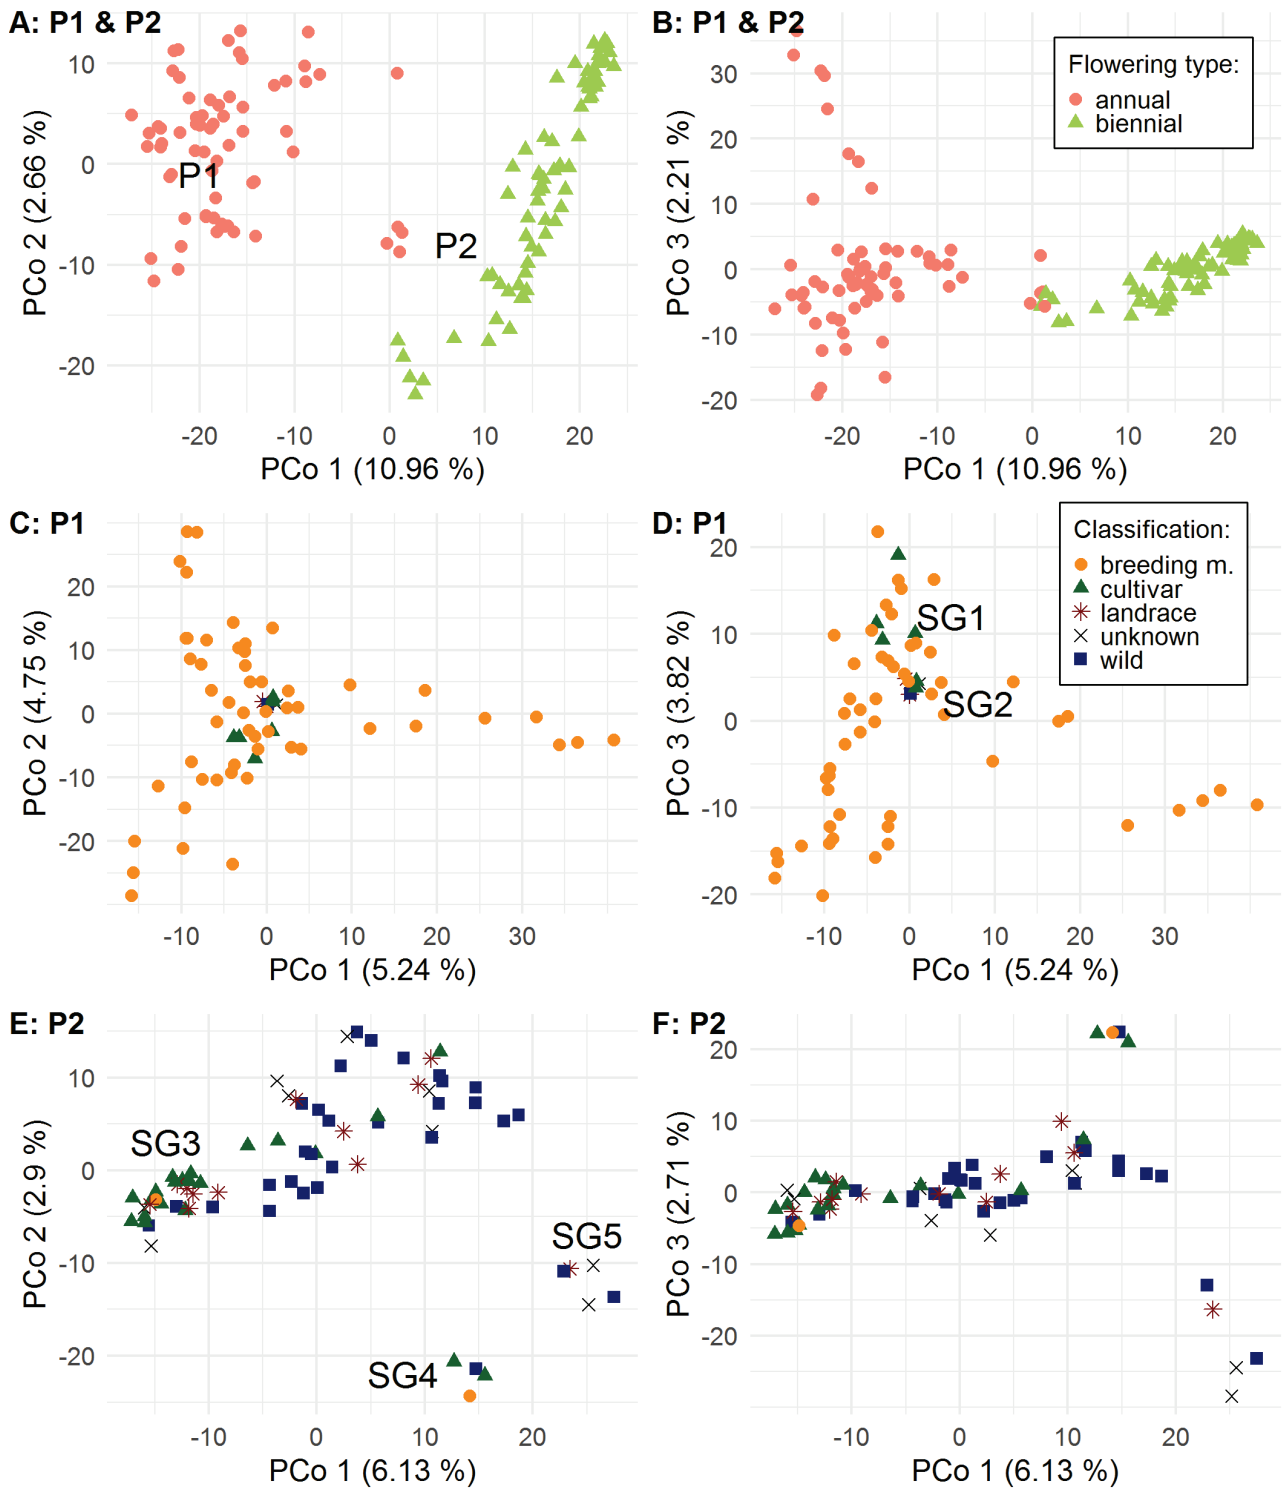 A: P1 & P2
P1
P2
10
0
-10
-20
-20
-10
0
10
20
PCo 1 (10.96 %)
PCo 2 (2.66 %)
B: P1 & P2
Flowering type:
annual
biennial
30
20
10
0
-10
-20
-20
-10
0
10
20
PCo 1 (10.96 %)
PCo 3 (2.21 %)
C: P1
20
10
0
-10
-20
-10
0
10
20
30
PCo 1 (5.24 %)
PCo 2 (4.75 %)
D: P1
Classification:
breeding m.
cultivar
landrace
unknown
wild
SG1
SG2
20
10
0
-10
-20
-10
0
10
20
30
PCo 1 (5.24 %)
PCo 3 (3.82 %)
E: P2
SG3
SG5
SG4
10
0
-10
-20
-10
0
10
20
PCo 1 (6.13 %)
PCo 2 (2.9 %)
F: P2
20
10
0
-10
-20
-10
0
10
20
PCo 1 (6.13 %)
PCo 3 (2.71 %)